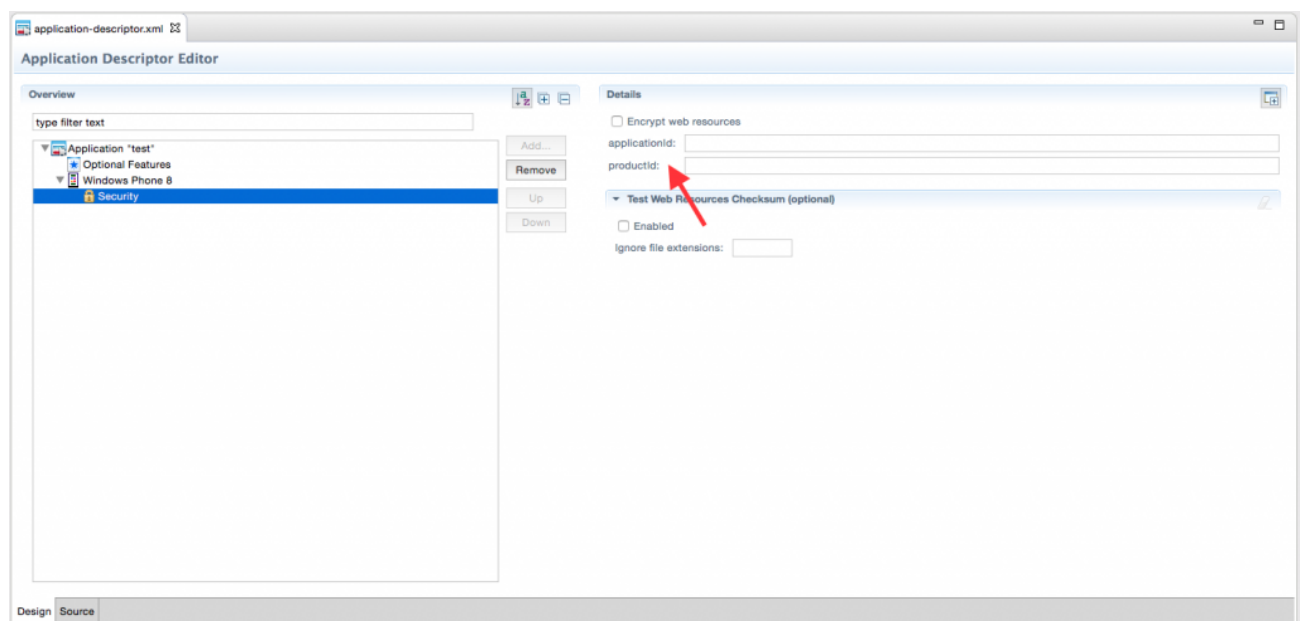 application-descriptor.xml
Application Descriptor Editor
Overview
type filter text
Application "test"
Optional Features
Windows Phone 8
Security
Add...
Remove
Up
Down
Details
Encrypt web resources
applicationId:
productId:
Test Web Resources Checksum (optional)
Enabled
Ignore file extensions:
Design Source